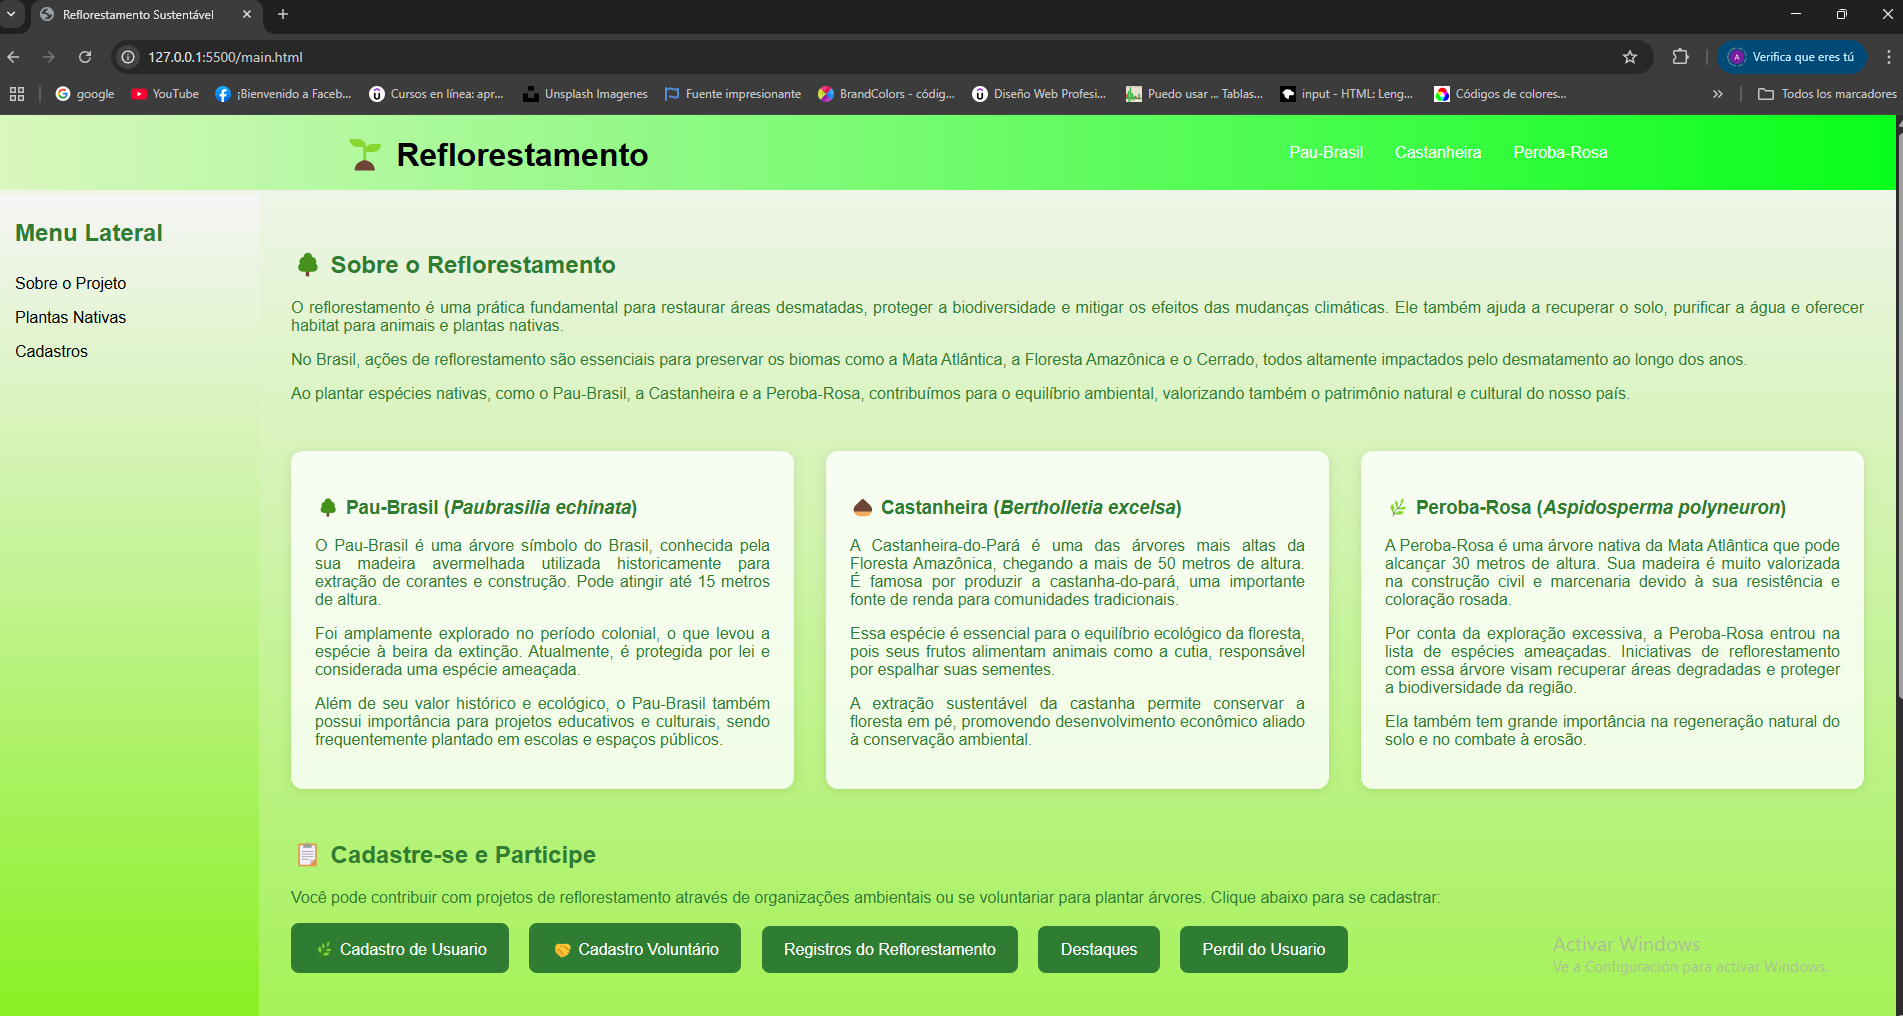 Reflorestamento Sustentável
127.0.0.1:5500/main.html
Verifica que eres tú
google
YouTube
¡Bienvenido a Faceb...
Cursos en línea: apr...
Unsplash Imagenes
Fuente impresionante
BrandColors - códig...
Diseño Web Profesi...
Puedo usar ... Tablas...
input - HTML: Leng...
Códigos de colores...
Todos los marcadores
Reflorestamento
Pau-Brasil
Castanheira
Peroba-Rosa
Menu Lateral
Sobre o Projeto
Plantas Nativas
Cadastros
Sobre o Reflorestamento
O reflorestamento é uma prática fundamental para restaurar áreas desmatadas, proteger a biodiversidade e mitigar os efeitos das mudanças climáticas. Ele também ajuda a recuperar o solo, purificar a água e oferecer
habitat para animais e plantas nativas.
No Brasil, ações de reflorestamento são essenciais para preservar os biomas como a Mata Atlântica, a Floresta Amazônica e o Cerrado, todos altamente impactados pelo desmatamento ao longo dos anos.
Ao plantar espécies nativas, como o Pau-Brasil, a Castanheira e a Peroba-Rosa, contribuímos para o equilíbrio ambiental, valorizando também o patrimônio natural e cultural do nosso país.
Pau-Brasil (Paubrasilia echinata)
O Pau-Brasil é uma árvore símbolo do Brasil, conhecida pela
sua madeira avermelhada utilizada historicamente para
extração de corantes e construção. Pode atingir até 15 metros
de altura.
Foi amplamente explorado no período colonial, o que levou a
espécie à beira da extinção. Atualmente, é protegida por lei e
considerada uma espécie ameaçada.
Além de seu valor histórico e ecológico, o Pau-Brasil também
possui importância para projetos educativos e culturais, sendo
frequentemente plantado em escolas e espaços públicos.
Castanheira (Bertholletia excelsa)
A Castanheira-do-Pará é uma das árvores mais altas da
Floresta Amazônica, chegando a mais de 50 metros de altura.
É famosa por produzir a castanha-do-pará, uma importante
fonte de renda para comunidades tradicionais.
Essa espécie é essencial para o equilíbrio ecológico da floresta,
pois seus frutos alimentam animais como a cutia, responsável
por espalhar suas sementes.
A extração sustentável da castanha permite conservar a
floresta em pé, promovendo desenvolvimento econômico aliado
à conservação ambiental.
Peroba-Rosa (Aspidosperma polyneuron)
A Peroba-Rosa é uma árvore nativa da Mata Atlântica que pode
alcançar 30 metros de altura. Sua madeira é muito valorizada
na construção civil e marcenaria devido à sua resistência e
coloração rosada.
Por conta da exploração excessiva, a Peroba-Rosa entrou na
lista de espécies ameaçadas. Iniciativas de reflorestamento
com essa árvore visam recuperar áreas degradadas e proteger
a biodiversidade da região.
Ela também tem grande importância na regeneração natural do
solo e no combate à erosão.
Cadastre-se e Participe
Você pode contribuir com projetos de reflorestamento através de organizações ambientais ou se voluntariar para plantar árvores. Clique abaixo para se cadastrar:
Cadastro de Usuario
Cadastro Voluntário
Registros do Reflorestamento
Destaques
Perdil do Usuario
Activar Windows
Ve a Configuración para activar Windows.